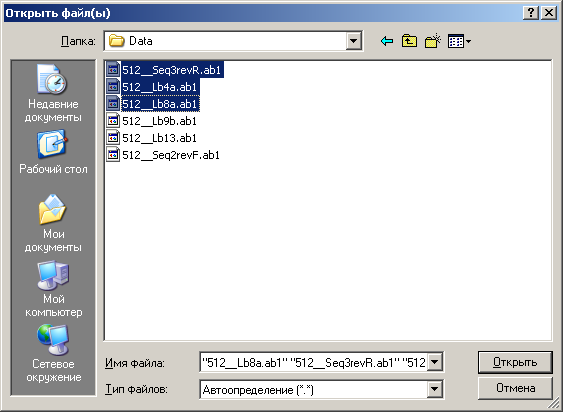 Открыть файл(ы)
Папка:
Data
Недавние документы
Рабочий стол
Мои документы
Мой компьютер
Сетевое окружение
512__Seq3revR.ab1
512__Lb4a.ab1
512__Lb8a.ab1
512__Lb9b.ab1
512__Lb13.ab1
512__Seq2revF.ab1
Имя файла:
"512__Lb8a.ab1" "512__Seq3revR.ab1" "512
Открыть
Тип файлов:
Автоопределение (*.*)
Отмена